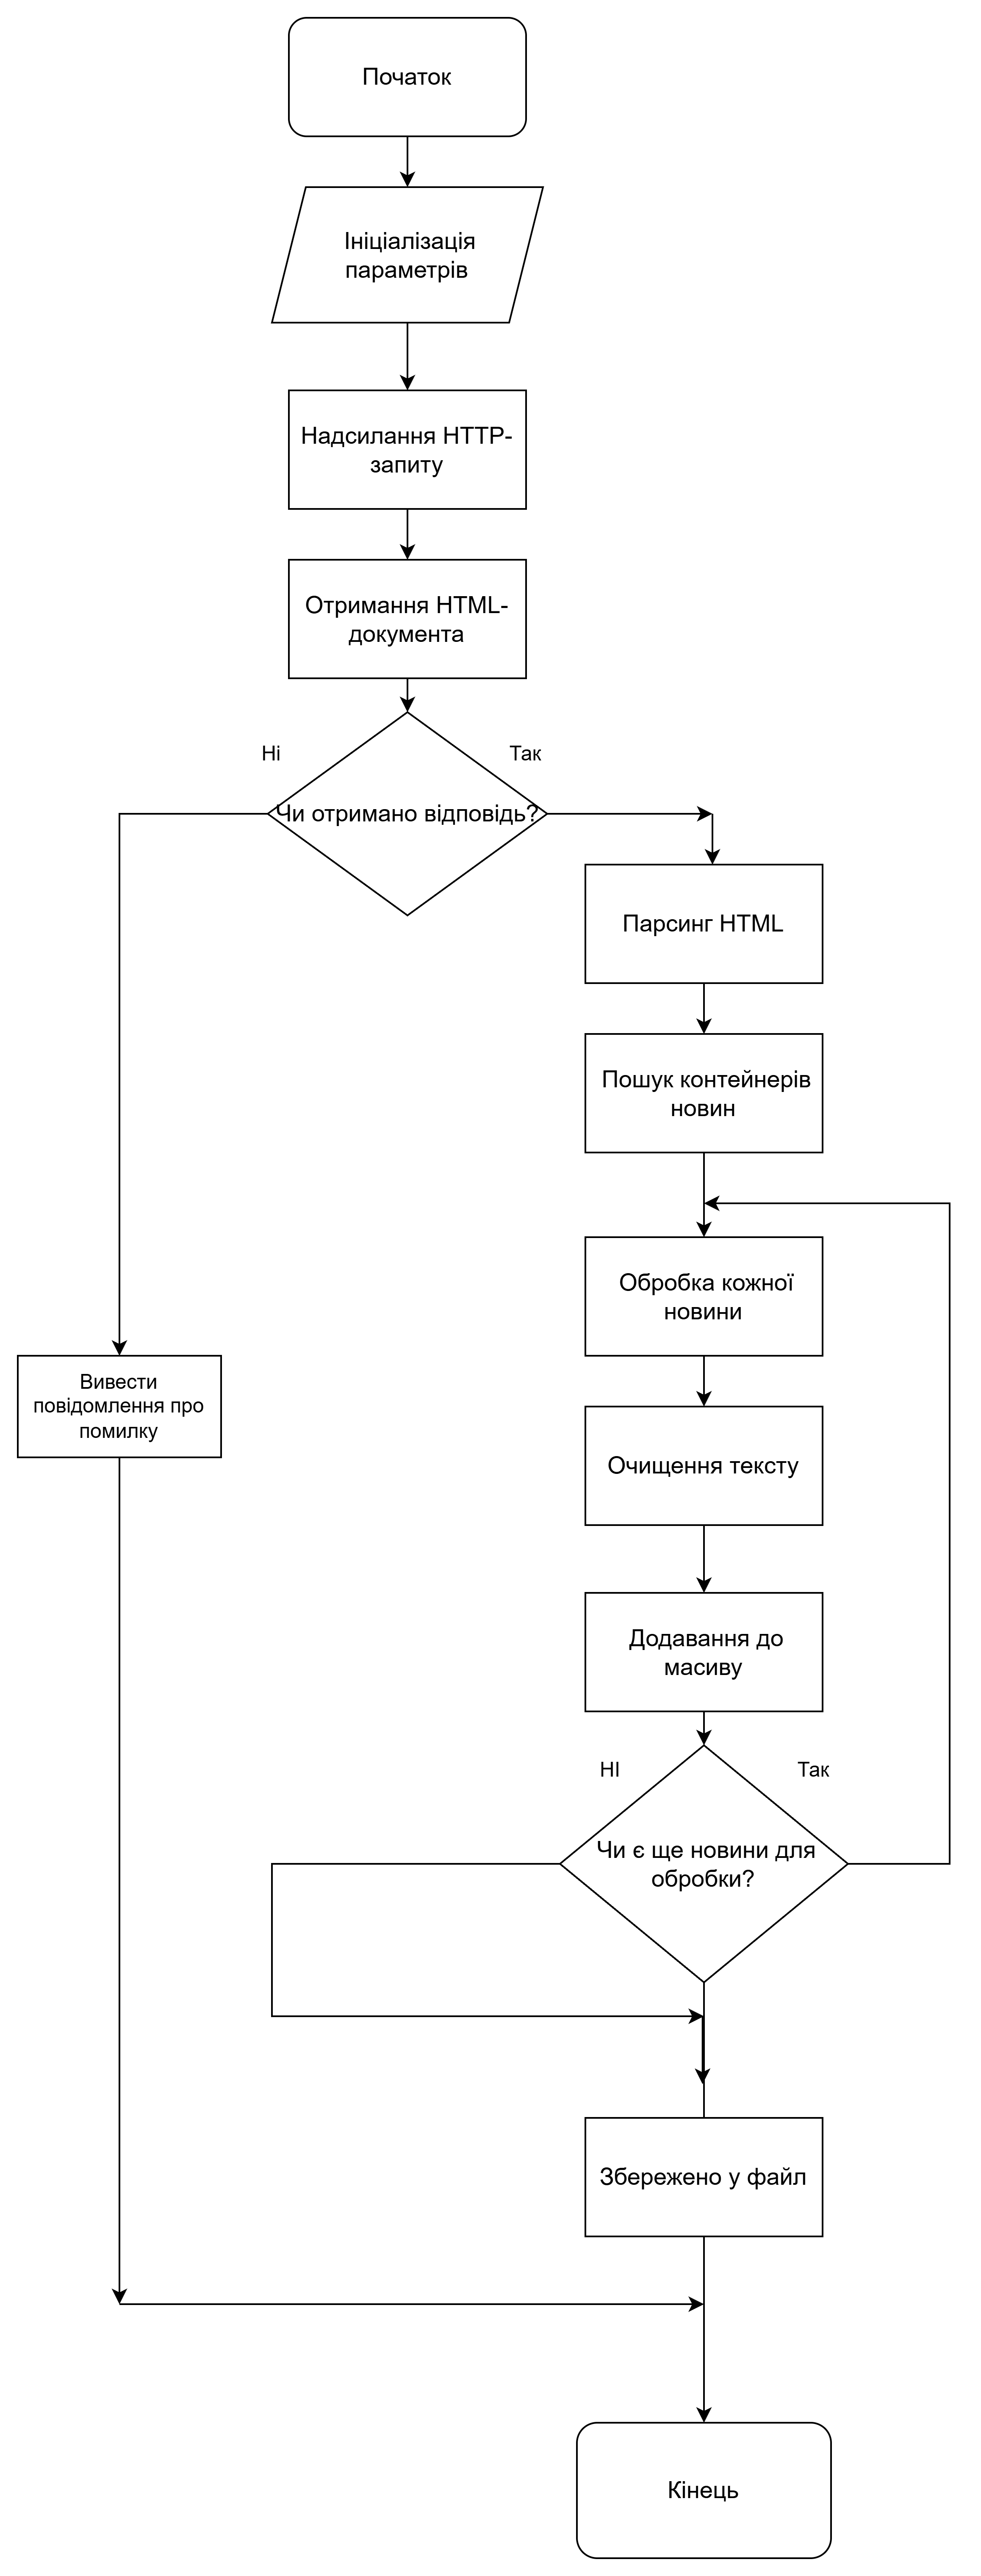 Початок
Ініціалізація
параметрів
Надсилання HTTP-
запиту
Отримання HTML-
документа
Ні
Так
Чи отримано відповідь?
Парсинг HTML
Пошук контейнерів
новин
Обробка кожної
новини
Вивести
повідомлення про
помилку
Очищення тексту
Додавання до
масиву
НІ
Так
Чи є ще новини для
обробки?
Збережено у файл
Кінець